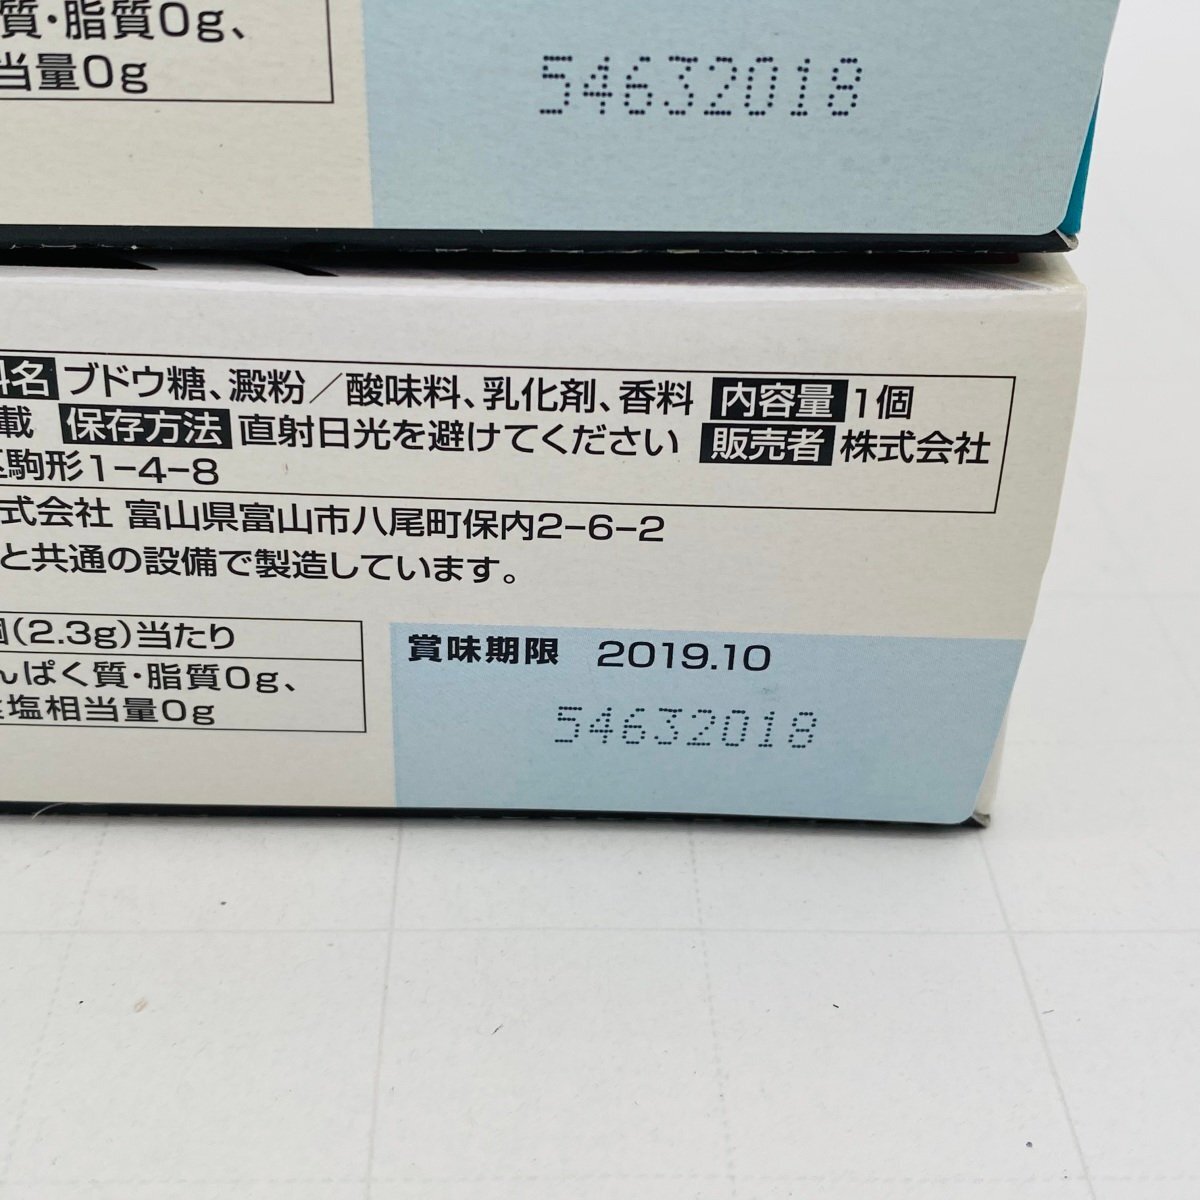 質・脂質0g、
当量0g
54632018
料名 ブドウ糖、澱粉／酸味料、乳化剤、香料 内容量 1個
載 保存方法 直射日光を避けてください 販売者 株式会社
区駒形1-4-8
式会社 富山県富山市八尾町保内2-6-2
と共通の設備で製造しています。
個(2.3g)当たり
んぱく質・脂質0g、
塩相当量0g
賞味期限 2019.10
54632018